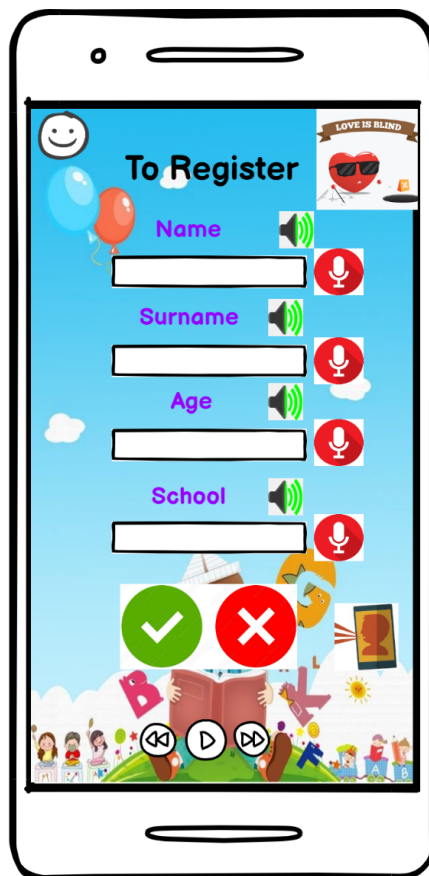 LOVE IS BLIND
To Register
Name
Surname
Age
School
G
B
K
F
A
B